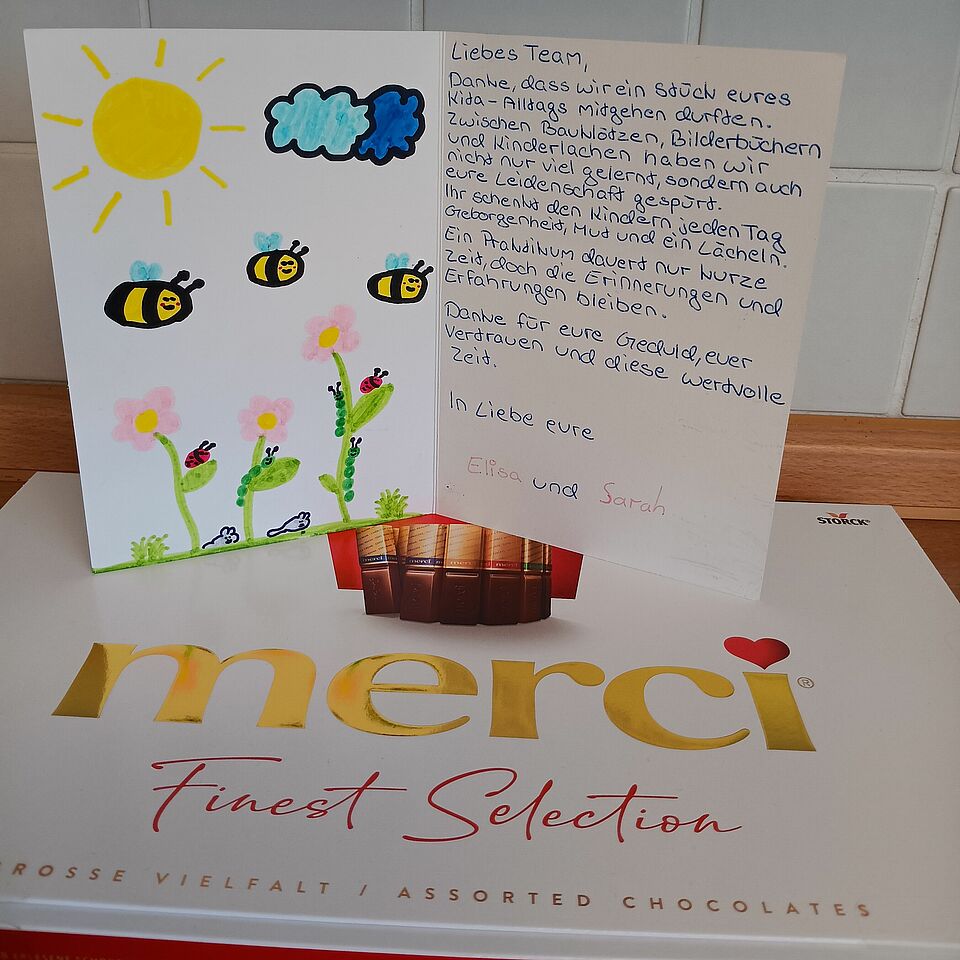 Liebes Team,
Danke, dass wir ein Stück eures
Kita-Alltags mitgehen durften.
Zwischen Bauklötzen, Bilderbüchern
und Kinderlachen haben wir
nicht nur viel gelernt, sondern auch
eure Leidenschaft gespürt.
Ihr schenkt den Kindern jeden Tag
Geborgenheit, Mut und ein Lächeln.
Ein Praktikum dauert nur kurze
Zeit, doch die Erinnerungen und
Erfahrungen bleiben.
Danke für eure Geduld, euer
Vertrauen und diese wertvolle
Zeit.
In Liebe eure
Elisa und Sarah
STORCK®
merci
merci
merci
merci®
Finest Selection
GROSSE VIELFALT / ASSORTED CHOCOLATES